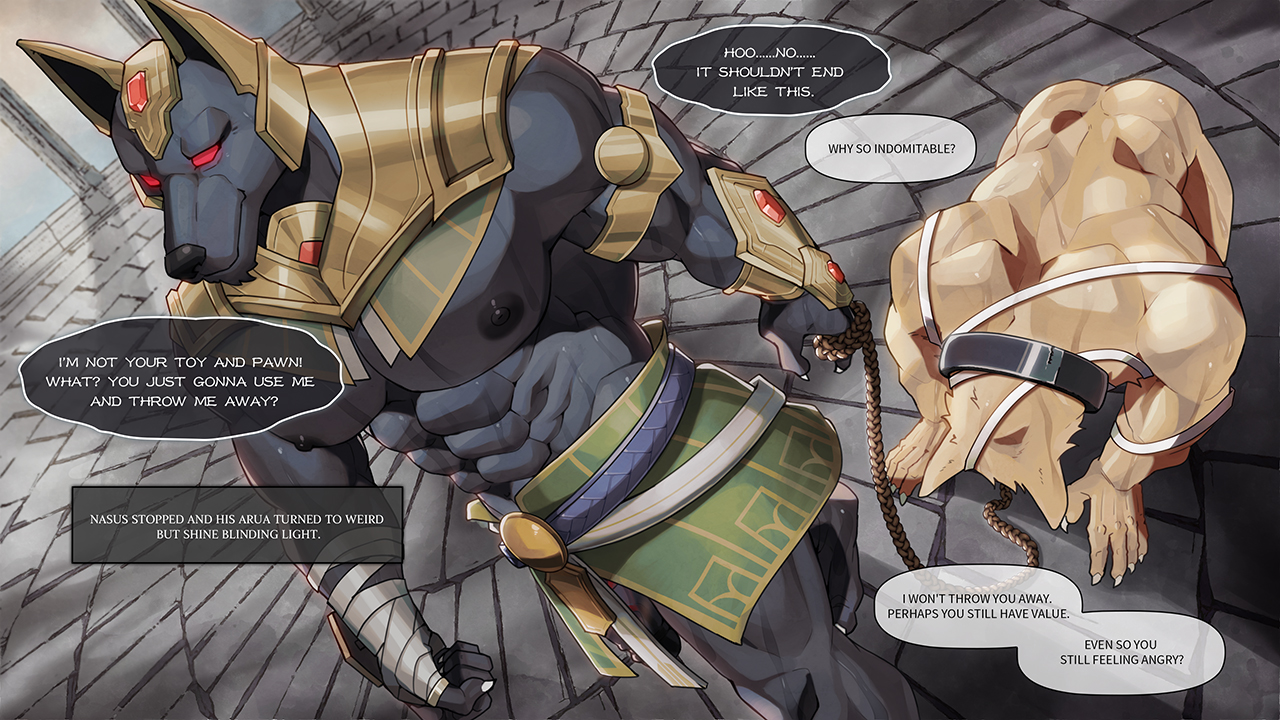 HOO......NO......
IT SHOULDN'T END
LIKE THIS.
WHY SO INDOMITABLE?
I'M NOT YOUR TOY AND PAWN!
WHAT? YOU JUST GONNA USE ME
AND THROW ME AWAY?
NASUS STOPPED AND HIS ARUA TURNED TO WEIRD
BUT SHINE BLINDING LIGHT.
I WON'T THROW YOU AWAY.
PERHAPS YOU STILL HAVE VALUE.
EVEN SO YOU
STILL FEELING ANGRY?